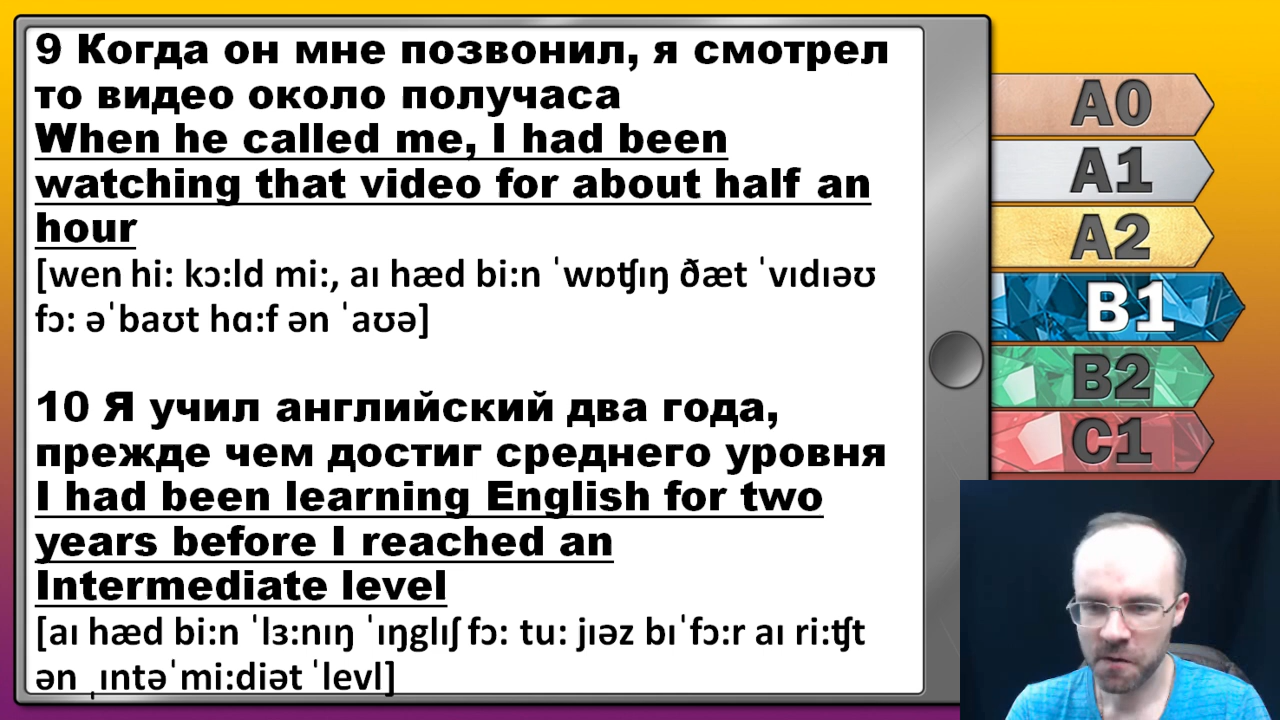 9 Когда он мне позвонил, я смотрел
то видео около получаса
When he called me, I had been
watching that video for about half an
hour
[wen hi: kɔ:ld mi:, aɪ hæd bi:n ˈwɒʧɪŋ ðæt ˈvɪdɪəʊ
fɔ: əˈbaʊt hɑ:f ən ˈaʊə]
10 Я учил английский два года,
прежде чем достиг среднего уровня
I had been learning English for two
years before I reached an
Intermediate level
[aɪ hæd bi:n ˈlɜ:nɪŋ ˈɪŋglɪʃ fɔ: tu: jɪəz bɪˈfɔ:r aɪ ri:ʧt
ən ˌɪntəˈmi:diət ˈlevl]
A0
A1
A2
B1
B2
C1